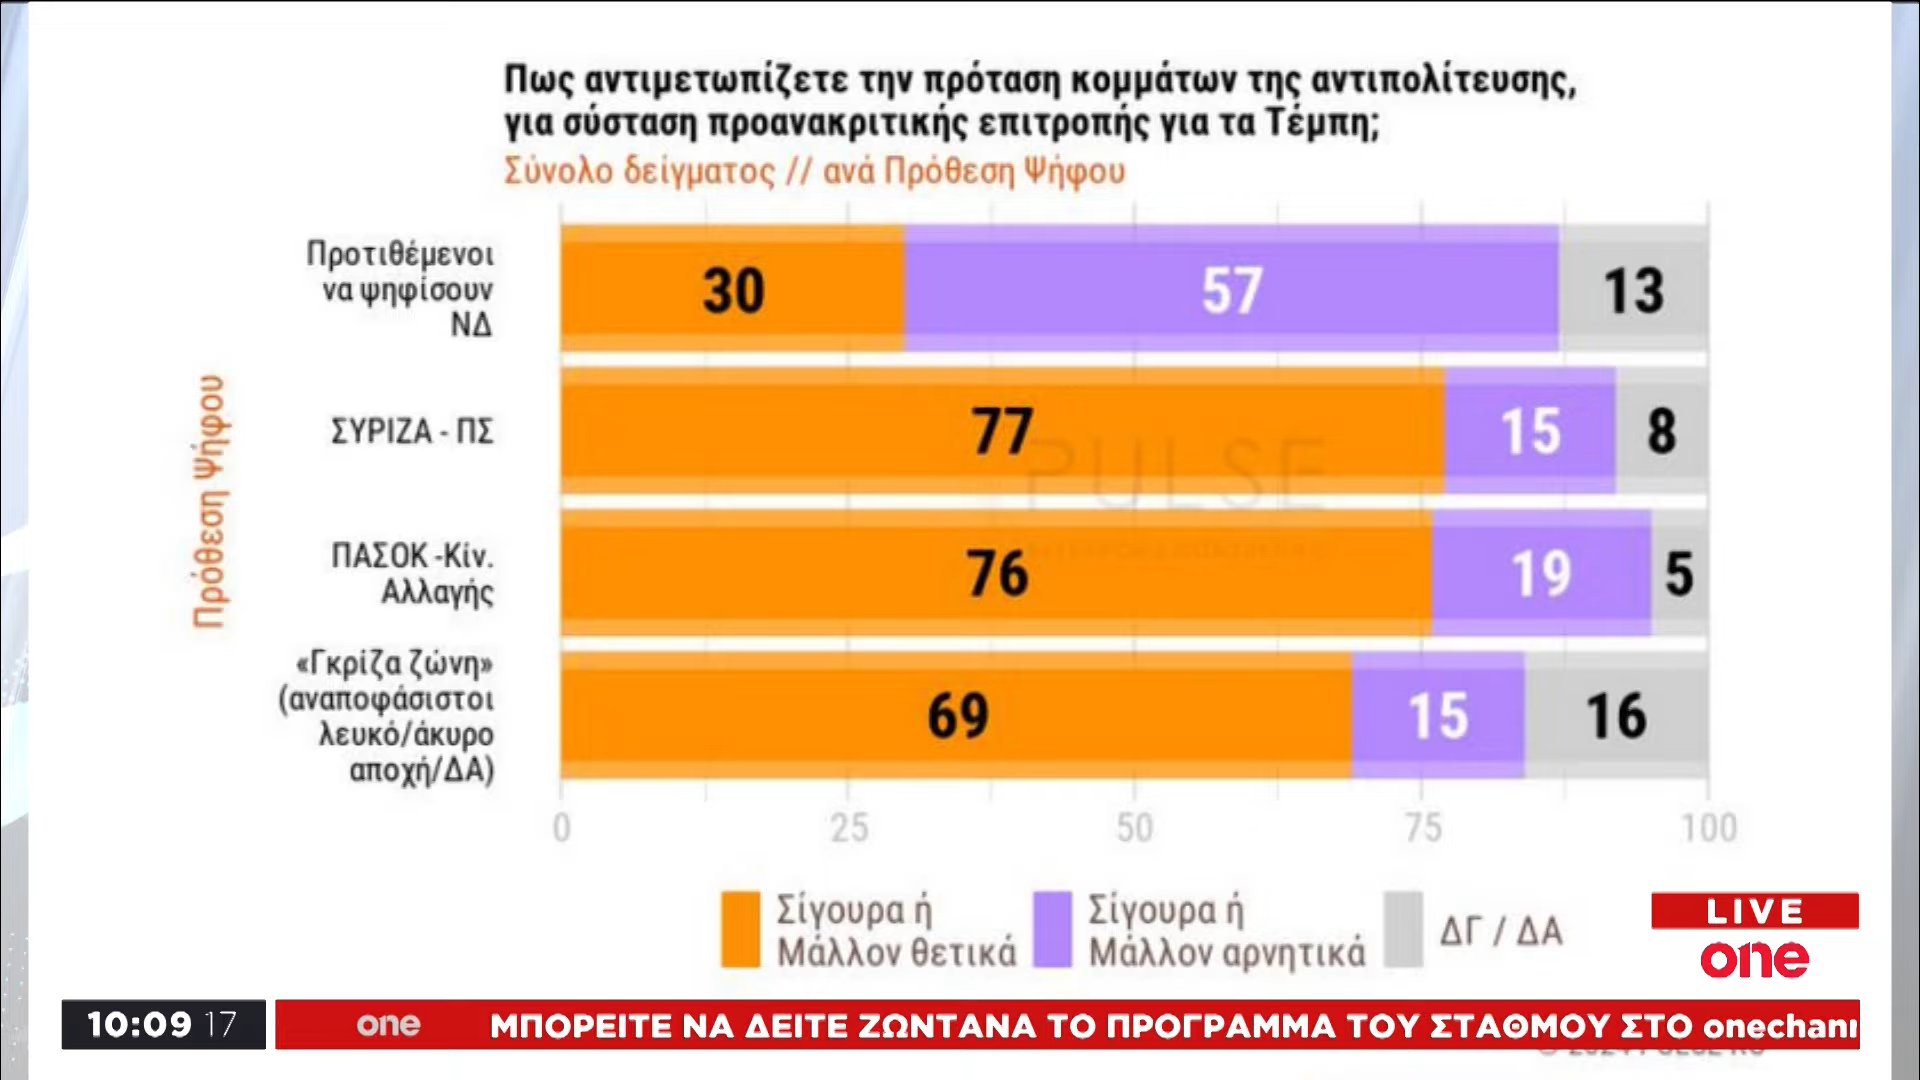 Πως αντιμετωπίζετε την πρόταση κομμάτων της αντιπολίτευσης,
για σύσταση προανακριτικής επιτροπής για τα Τέμπη;
Σύνολο δείγματος // ανά Πρόθεση Ψήφου
Πρόθεση Ψήφου
Προτιθέμενοι
να ψηφίσουν
ΝΔ
30 57 13
ΣΥΡΙΖΑ - ΠΣ
77 15 8
PULSE
ΠΑΣΟΚ -Κίν.
Αλλαγής
76 19 5
«Γκρίζα ζώνη»
(αναποφάσιστοι
λευκό/άκυρο
αποχή/ΔΑ)
69 15 16
0 25 50 75 100
Σίγουρα ή
Μάλλον θετικά
Σίγουρα ή
Μάλλον αρνητικά
ΔΓ / ΔΑ
LIVE
one
10:09 17
one ΜΠΟΡΕΙΤΕ ΝΑ ΔΕΙΤΕ ΖΩΝΤΑΝΑ ΤΟ ΠΡΟΓΡΑΜΜΑ ΤΟΥ ΣΤΑΘΜΟΥ ΣΤΟ onechann